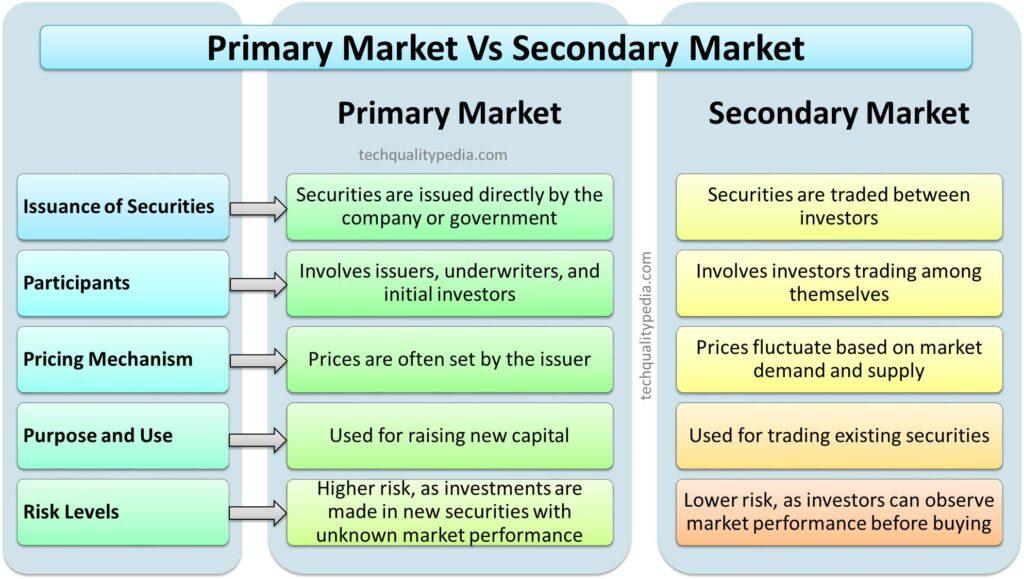 Primary Market Vs Secondary Market
Primary Market
Secondary Market
techqualitypedia.com
Issuance of Securities
Securities are issued directly by the
company or government
Securities are traded between
investors
Participants
Involves issuers, underwriters, and
initial investors
Involves investors trading among
themselves
Pricing Mechanism
Prices are often set by the issuer
Prices fluctuate based on market
demand and supply
techqualitypedia.com
Purpose and Use
Used for raising new capital
Used for trading existing securities
Risk Levels
Higher risk, as investments are
made in new securities with
unknown market performance
Lower risk, as investors can observe
market performance before buying